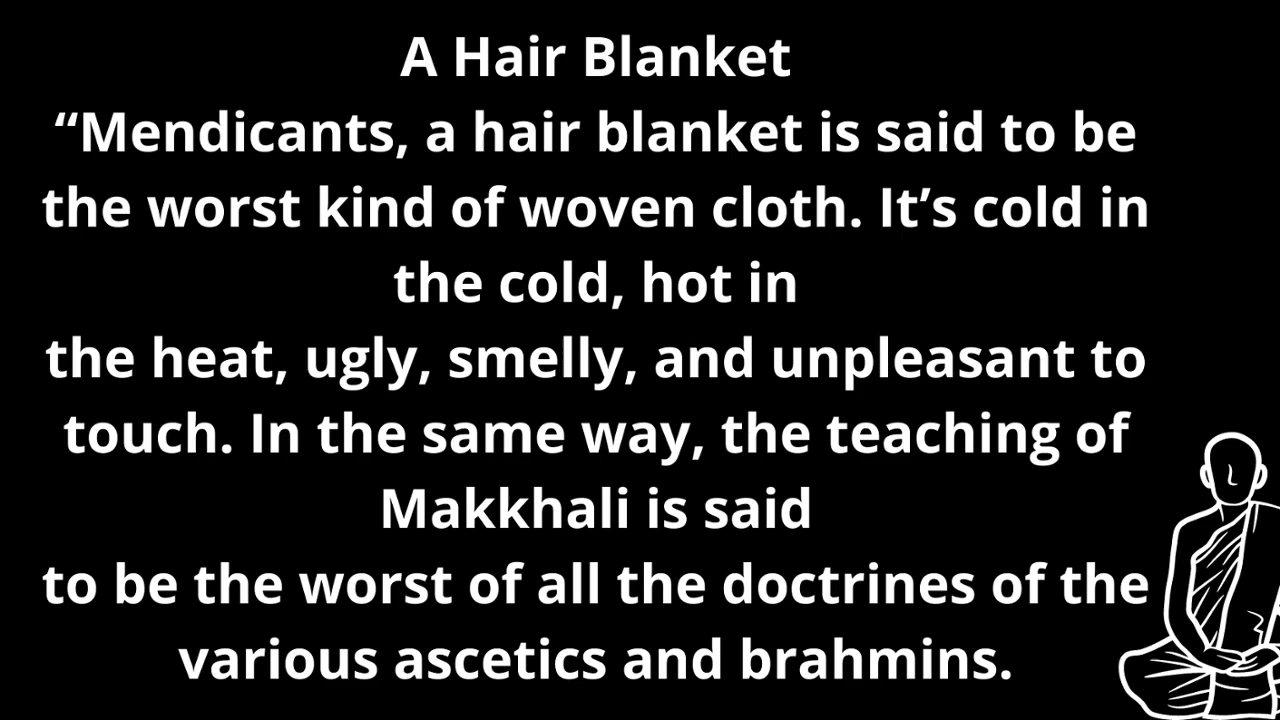 A Hair Blanket
“Mendicants, a hair blanket is said to be
the worst kind of woven cloth. It’s cold in
the cold, hot in
the heat, ugly, smelly, and unpleasant to
touch. In the same way, the teaching of
Makkhali is said
to be the worst of all the doctrines of the
various ascetics and brahmins.